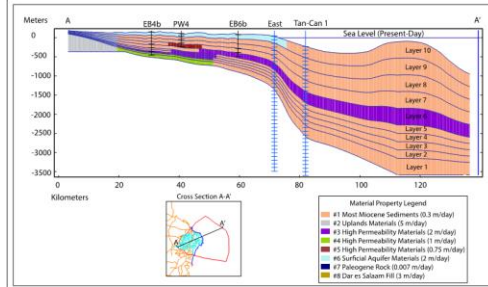 Meters
A
EB4b
PW4
EB6b
East
Tan-Can 1
A'
Sea Level (Present-Day)
0
-500
-1000
-1500
-2000
-2500
-3000
-3500
Layer 10
Layer 9
Layer 8
Layer 7
Layer 6
Layer 5
Layer 4
Layer 3
Layer 2
Layer 1
0 20 40 60 80 100 120
Kilometers
Cross Section A-A'
A
A'
Material Property Legend
#1 Most Miocene Sediments (0.3 m/day)
#2 Uplands Materials (5 m/day)
#3 High Permeability Materials (2 m/day)
#4 High Permeability Materials (1 m/day)
#5 High Permeability Materials (0.75 m/day)
#6 Surficial Aquifer Materials (2 m/day)
#7 Paleogene Rock (0.007 m/day)
#8 Dar es Salaam Fill (3 m/day)